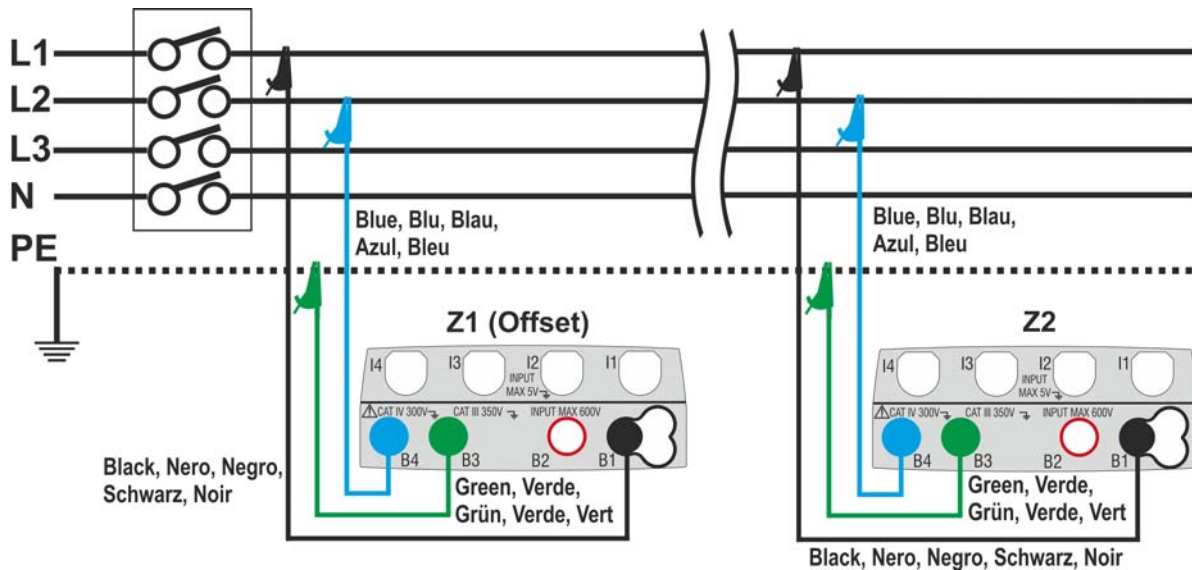 L1
L2
L3
N
PE
Blue, Blu, Blau,
Azul, Bleu
Blue, Blu, Blau,
Azul, Bleu
Z1 (Offset)
I4 I3 I2 I1
INPUT
MAX 5V
CAT IV 300V CAT III 350V INPUT MAX 600V
B4 B3 B2 B1
Black, Nero, Negro,
Schwarz, Noir
Green, Verde,
Grün, Verde, Vert
Z2
I4 I3 I2 I1
INPUT
MAX 5V
CAT IV 300V CAT III 350V INPUT MAX 600V
B4 B3 B2 B1
Green, Verde,
Grün, Verde, Vert
Black, Nero, Negro, Schwarz, Noir